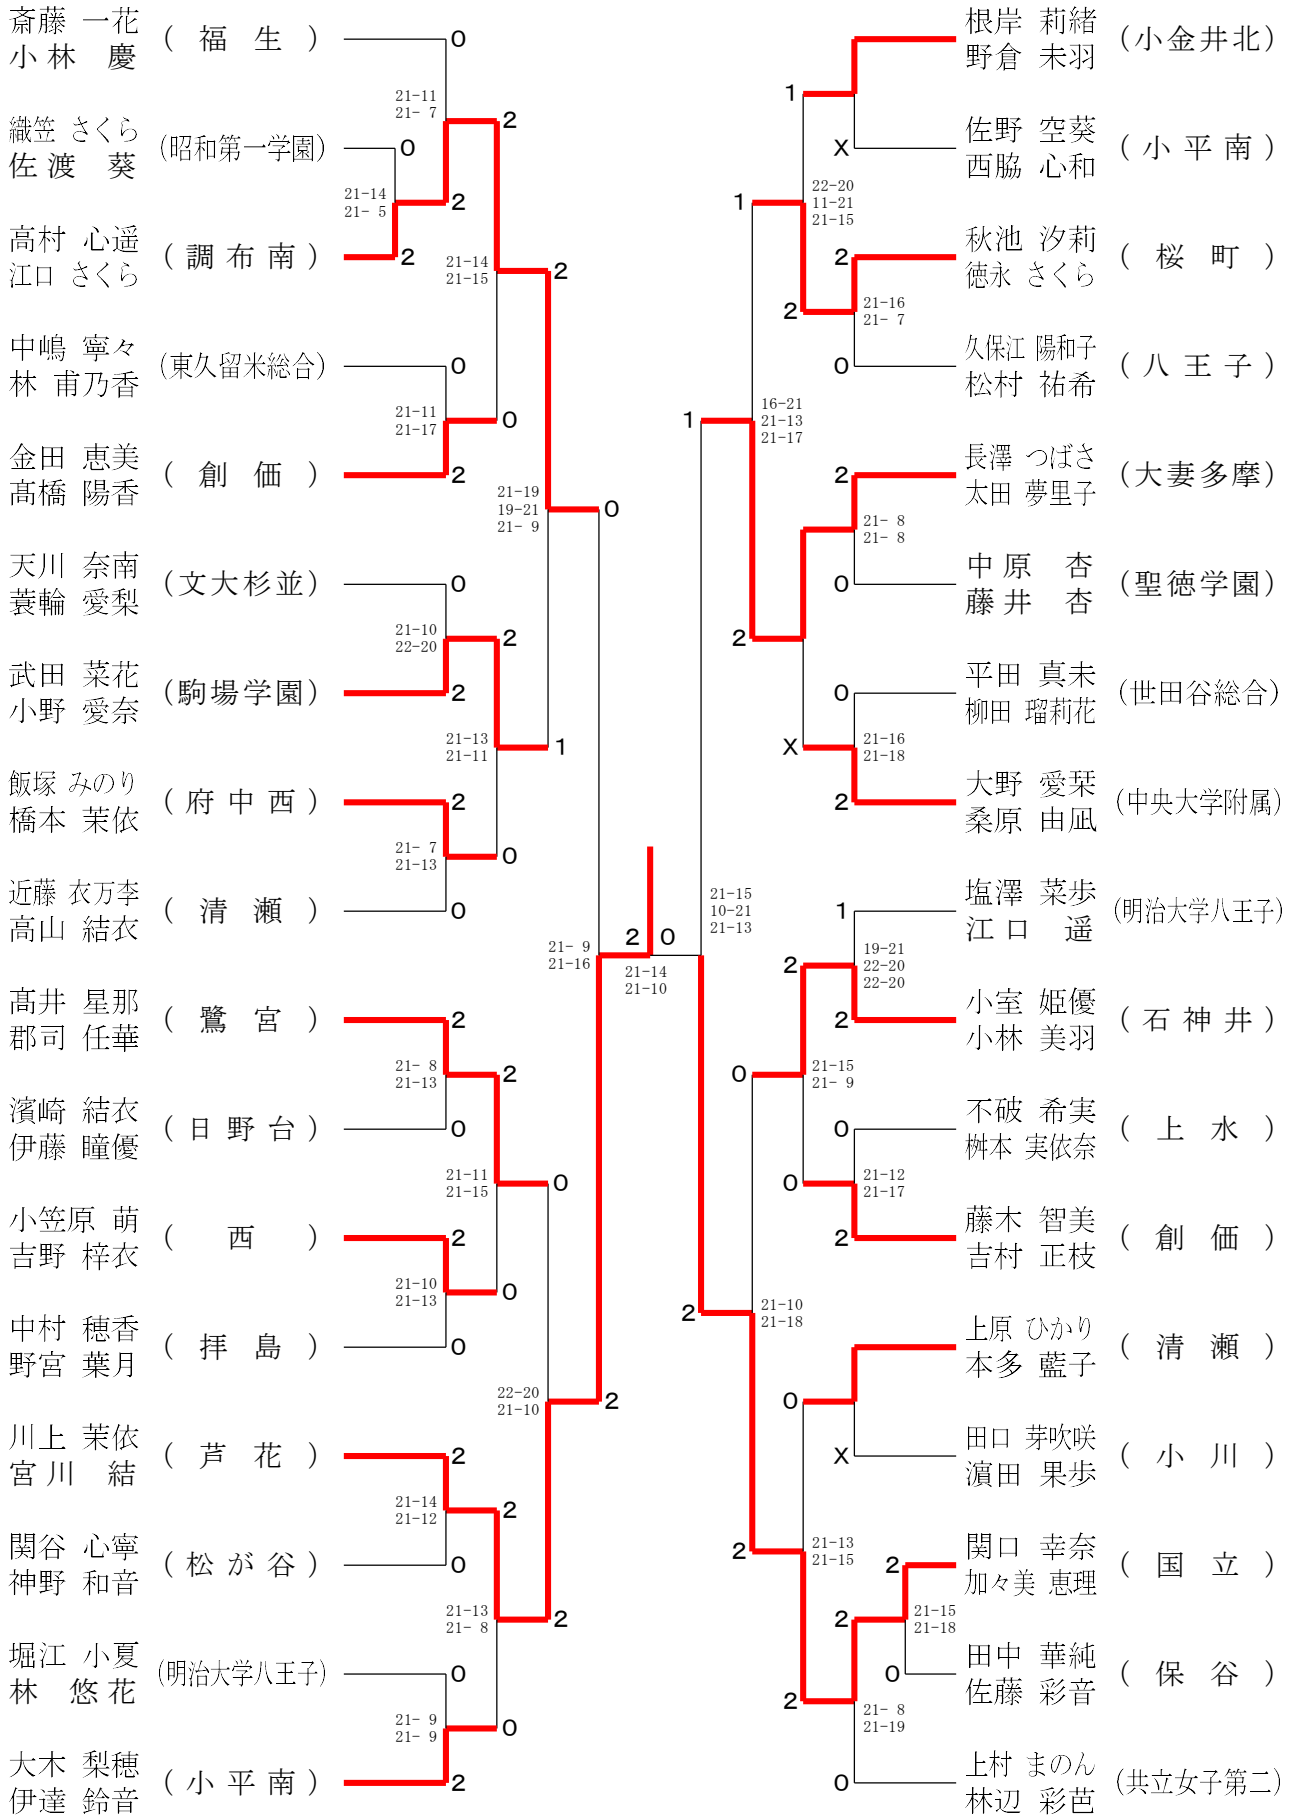 斎藤 一花
小林 慶
( 福 生 )
0
21-11
21- 7
2
織笠 さくら
佐渡 葵
(昭和第一学園)
0
21-14
21- 5
2
高村 心遥
江口 さくら
( 調 布 南 )
2
21-14
21-15
2
中嶋 寧々
林 甫乃香
(東久留米総合)
0
21-11
21-17
0
金田 恵美
髙橋 陽香
( 創 価 )
2
21-19
19-21
21- 9
0
天川 奈南
蓑輪 愛梨
(文大杉並)
0
21-10
22-20
2
武田 菜花
小野 愛奈
(駒場学園)
2
21-13
21-11
1
飯塚 みのり
橋本 茉依
( 府 中 西 )
2
21- 7
21-13
0
近藤 衣万李
高山 結衣
( 清 瀬 )
0
21- 9
21-16
2 0
21-14
21-10
髙井 星那
郡司 任華
( 鷺 宮 )
2
21- 8
21-13
2
濱崎 結衣
伊藤 瞳優
( 日 野 台 )
0
21-11
21-15
0
小笠原 萌
吉野 梓衣
( 西 )
2
21-10
21-13
0
中村 穂香
野宮 葉月
( 拝 島 )
0
22-20
21-10
2
川上 茉依
宮川 結
( 芦 花 )
2
21-14
21-12
2
関谷 心寧
神野 和音
( 松 が 谷 )
0
21-13
21- 8
2
堀江 小夏
林 悠花
(明治大学八王子)
0
21- 9
21- 9
0
大木 梨穂
伊達 鈴音
( 小 平 南 )
2
根岸 莉緒
野倉 未羽
(小金井北)
1
佐野 空葵
西脇 心和
( 小 平 南 )
X
22-20
11-21
21-15
1
秋池 汐莉
徳永 さくら
( 桜 町 )
2
21-16
21- 7
2
久保江 陽和子
松村 祐希
( 八 王 子 )
0
16-21
21-13
21-17
1
長澤 つばさ
太田 夢里子
(大妻多摩)
2
21- 8
21- 8
中原 杏
藤井 杏
(聖徳学園)
0
2
平田 真未
柳田 瑠莉花
(世田谷総合)
0
21-16
21-18
X
大野 愛栞
桑原 由凪
(中央大学附属)
2
21-15
10-21
21-13
塩澤 菜歩
江口 遥
(明治大学八王子)
1
19-21
22-20
22-20
2
小室 姫優
小林 美羽
( 石 神 井 )
2
21-15
21- 9
0
不破 希実
桝本 実依奈
( 上 水 )
0
21-12
21-17
0
藤木 智美
吉村 正枝
( 創 価 )
2
21-10
21-18
2
上原 ひかり
本多 藍子
( 清 瀬 )
0
田口 芽吹咲
濵田 果歩
( 小 川 )
X
21-13
21-15
2
関口 幸奈
加々美 恵理
( 国 立 )
2
21-15
21-18
2
田中 華純
佐藤 彩音
( 保 谷 )
0
21- 8
21-19
2
上村 まのん
林辺 彩芭
(共立女子第二)
0